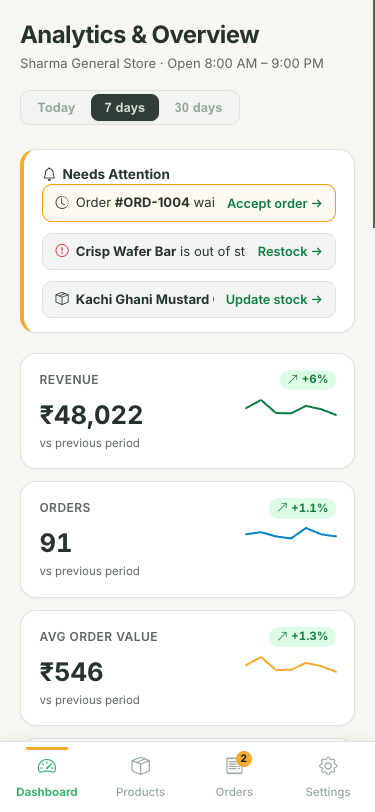 Analytics & Overview
Sharma General Store · Open 8:00 AM – 9:00 PM
Today 7 days 30 days
Needs Attention
Order #ORD-1004 wai Accept order →
Crisp Wafer Bar is out of st Restock →
Kachi Ghani Mustard Update stock →
REVENUE ↗ +6%
₹48,022
vs previous period
ORDERS ↗ +1.1%
91
vs previous period
AVG ORDER VALUE ↗ +1.3%
₹546
vs previous period
2
Dashboard Products Orders Settings